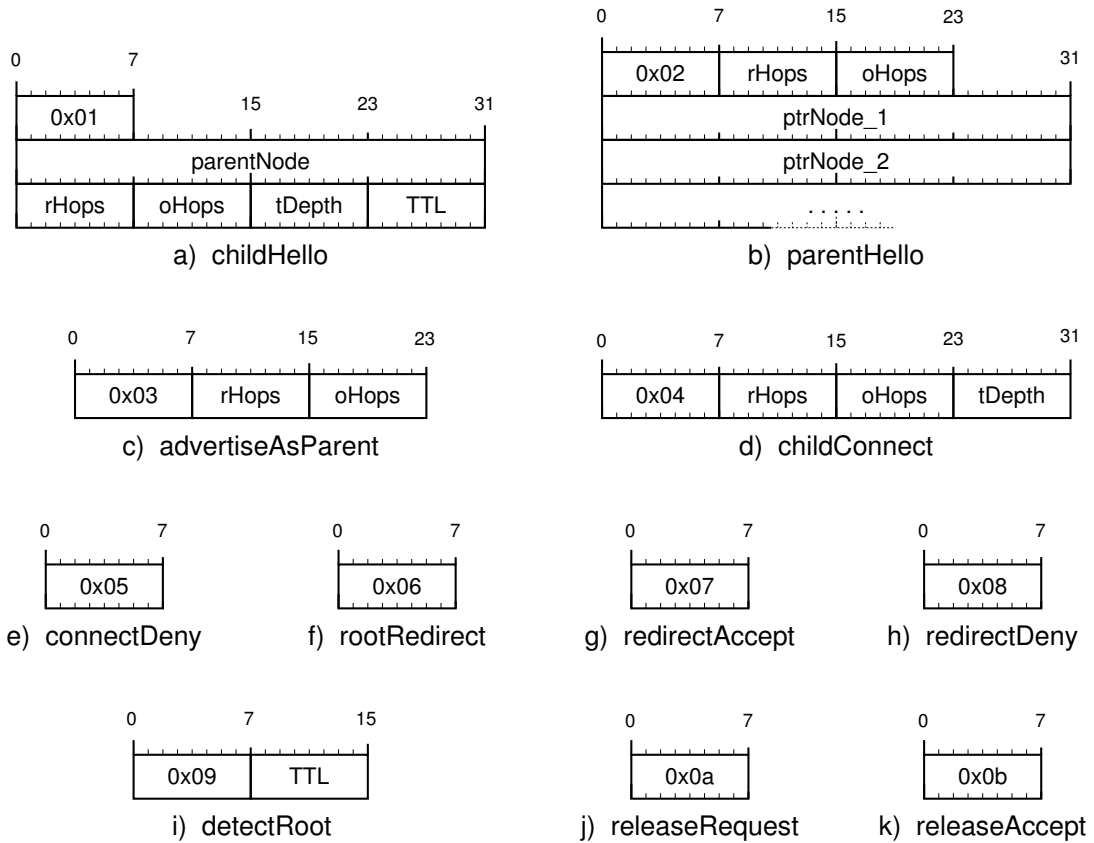 0 7 15 23
0x02 rHops oHops
31
ptrNode_1
ptrNode_2
. . . . .
b) parentHello
0 7
0x01
15 23 31
parentNode
rHops oHops tDepth TTL
a) childHello
0 7 15 23
0x03 rHops oHops
c) advertiseAsParent
0 7 15 23 31
0x04 rHops oHops tDepth
d) childConnect
0 7
0x05
e) connectDeny
0 7
0x06
f) rootRedirect
0 7
0x07
g) redirectAccept
0 7
0x08
h) redirectDeny
0 7 15
0x09 TTL
i) detectRoot
0 7
0x0a
j) releaseRequest
0 7
0x0b
k) releaseAccept